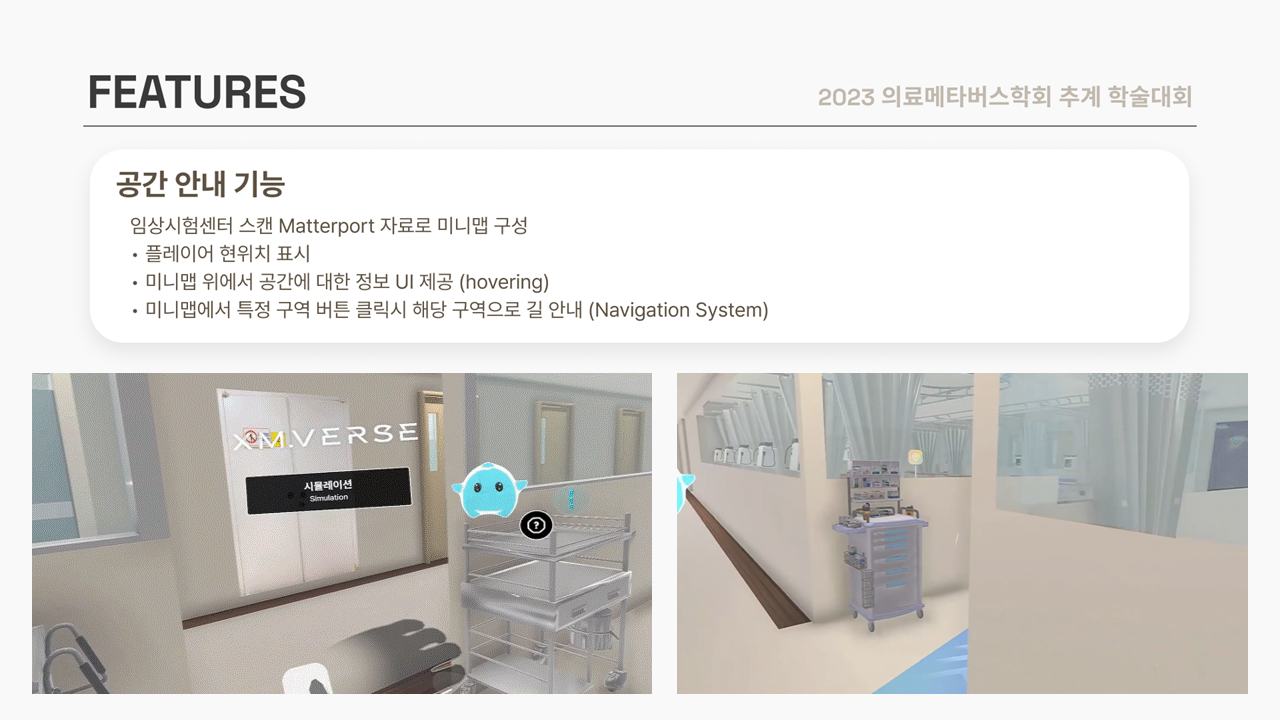 FEATURES
2023 의료메타버스학회 추계 학술대회
공간 안내 기능
임상시험센터 스캔 Matterport 자료로 미니맵 구성
• 플레이어 현위치 표시
• 미니맵 위에서 공간에 대한 정보 UI 제공 (hovering)
• 미니맵에서 특정 구역 버튼 클릭시 해당 구역으로 길 안내 (Navigation System)
XM.VERSE
시뮬레이션
Simulation
?